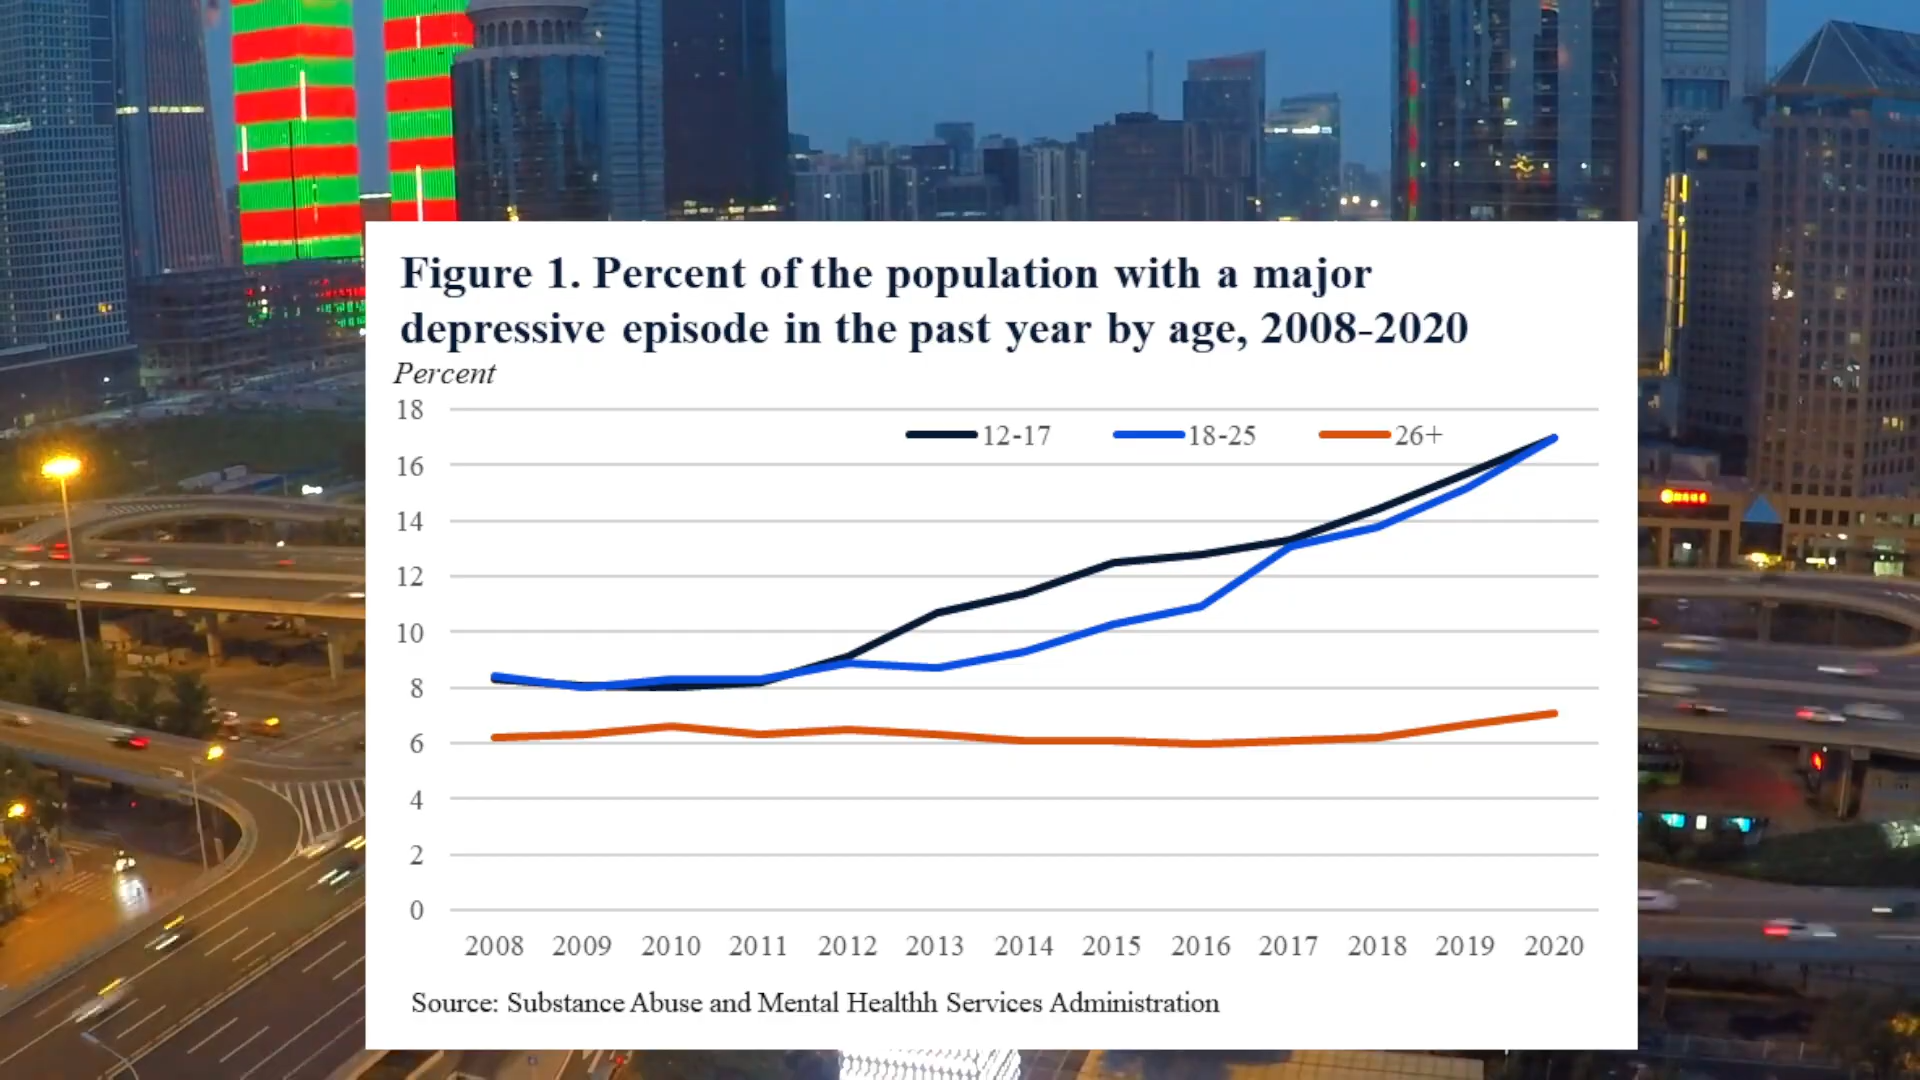 Figure 1. Percent of the population with a major
depressive episode in the past year by age, 2008-2020
Percent
18
12-17 18-25 26+
16
14
12
10
8
6
4
2
0
2008 2009 2010 2011 2012 2013 2014 2015 2016 2017 2018 2019 2020
Source: Substance Abuse and Mental Healthh Services Administration